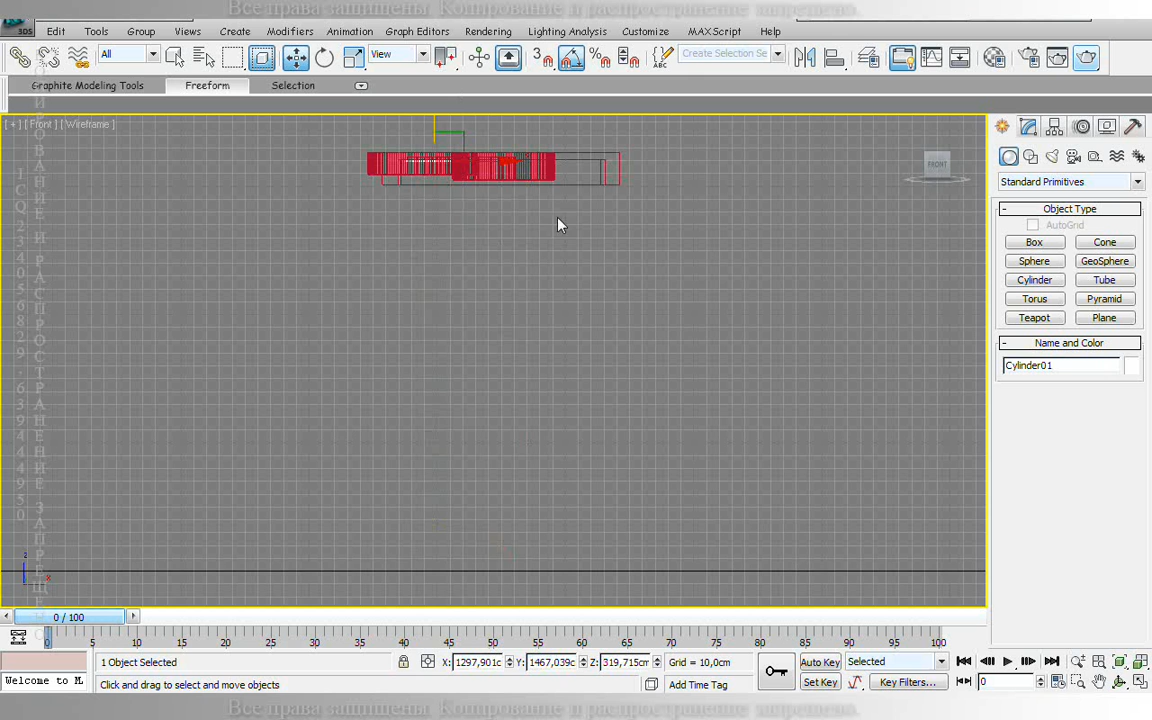 Все права защищены. Копирование и распространение запрещено.
Edit Tools Group Views Create Modifiers Animation Graph Editors Rendering Lighting Analysis Customize MAXScript Help
All View Create Selection Se
Graphite Modeling Tools Freeform Selection
[ + ] [ Front ] [ Wireframe ]
FRONT
Standard Primitives
- Object Type
AutoGrid
Box Cone
Sphere GeoSphere
Cylinder Tube
Torus Pyramid
Teapot Plane
- Name and Color
Cylinder01
z
x
0 / 100
0 5 10 15 20 25 30 35 40 45 50 55 60 65 70 75 80 85 90 95 100
1 Object Selected X: 1297,901c Y: 1467,039c Z: 319,715cm Grid = 10,0cm Auto Key Selected
Welcome to M Click and drag to select and move objects Add Time Tag Set Key Key Filters... 0
Все права защищены. Копирование и распространение запрещено.